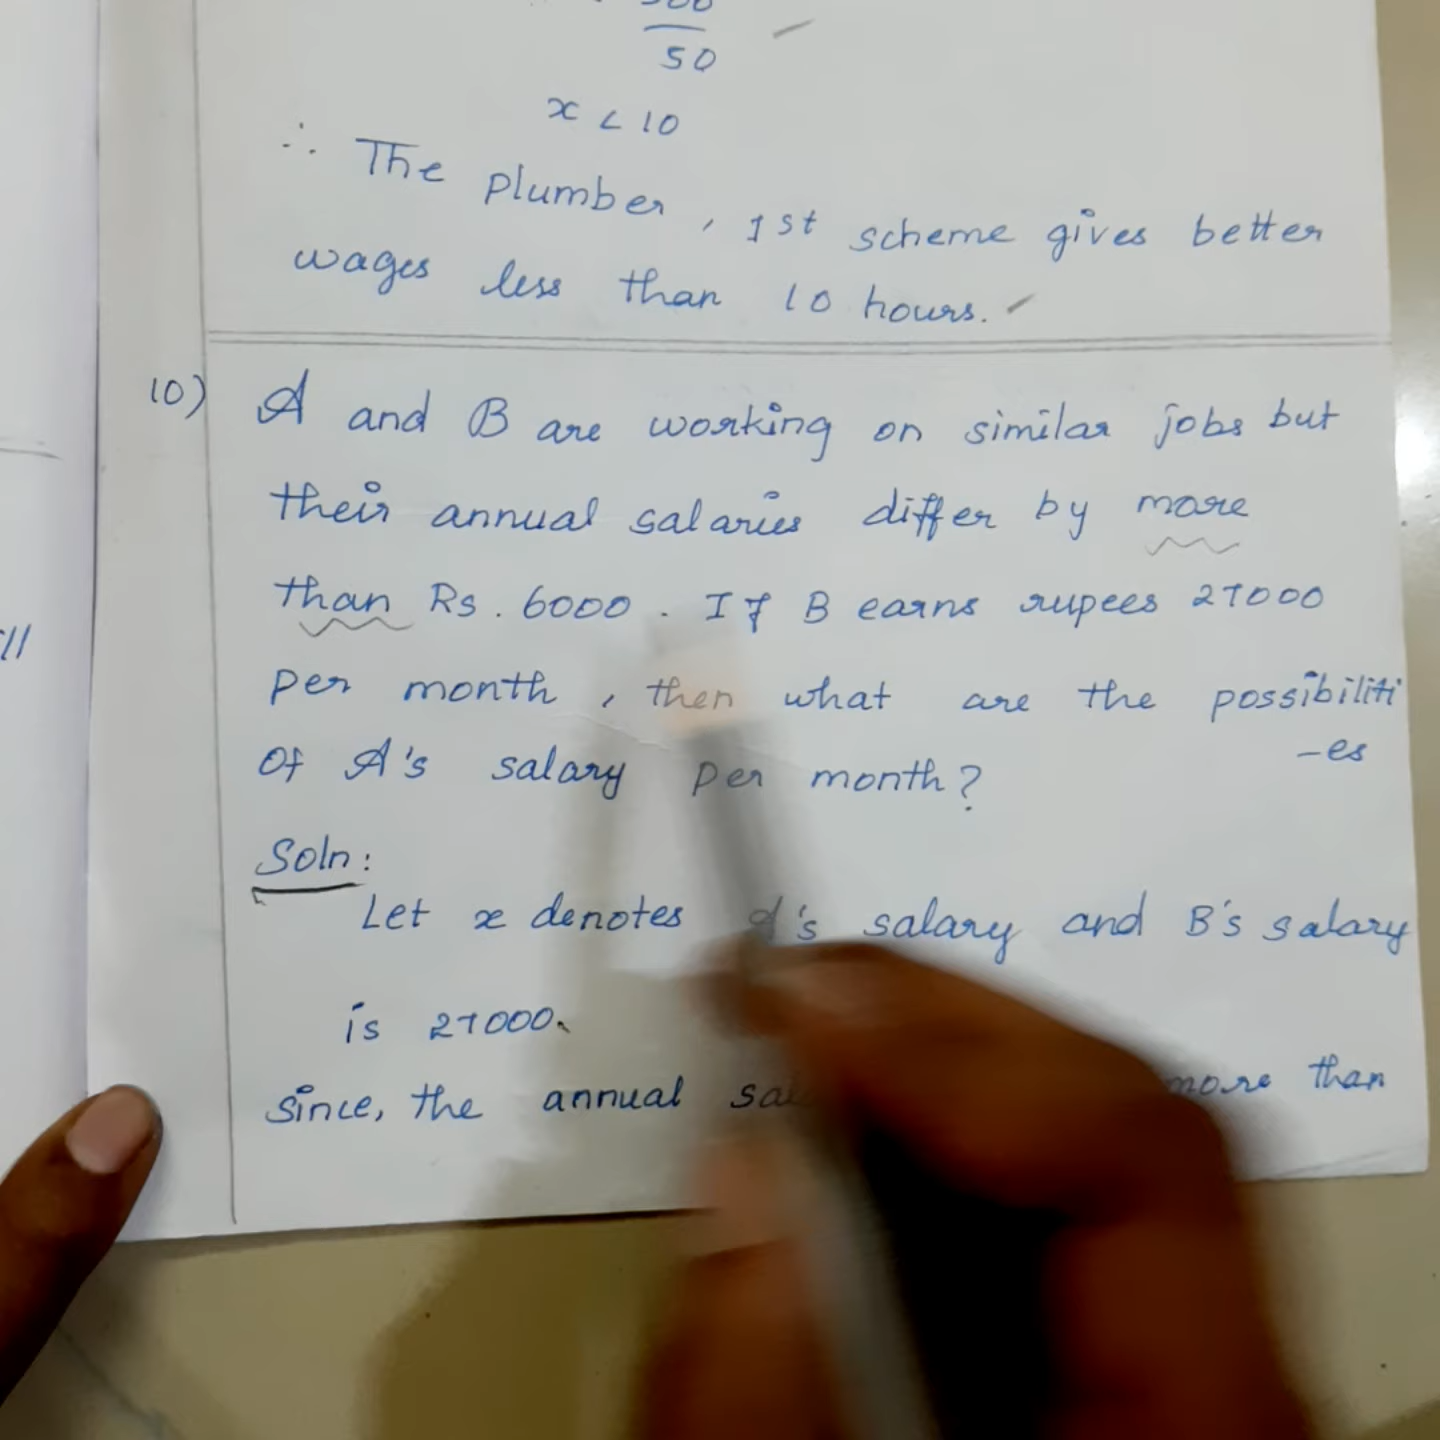 50
x < 10
∴ The plumber, 1st scheme gives better
wages less than 10 hours.
10) A and B are working on similar jobs but
their annual salaries differ by more
than Rs. 6000. If B earns rupees 27000
per month, then what are the possibiliti
-es
of A's salary per month?
Soln:
Let x denotes A's salary and B's salary
is 27000.
since, the annual more than